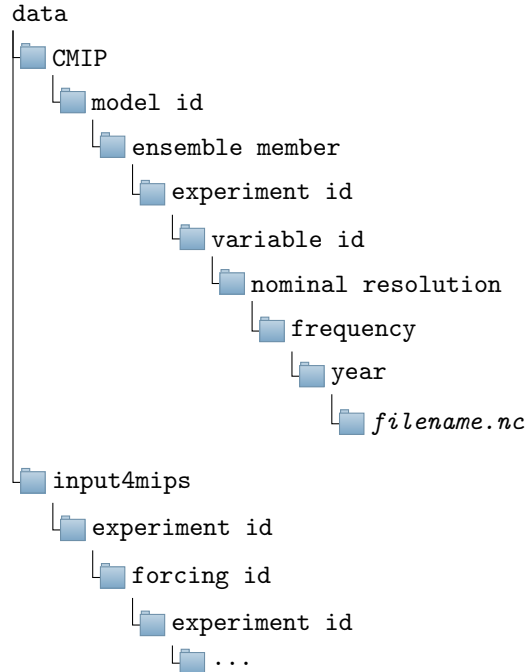 data
CMIP
model id
ensemble member
experiment id
variable id
nominal resolution
frequency
year
filename.nc
input4mips
experiment id
forcing id
experiment id
...